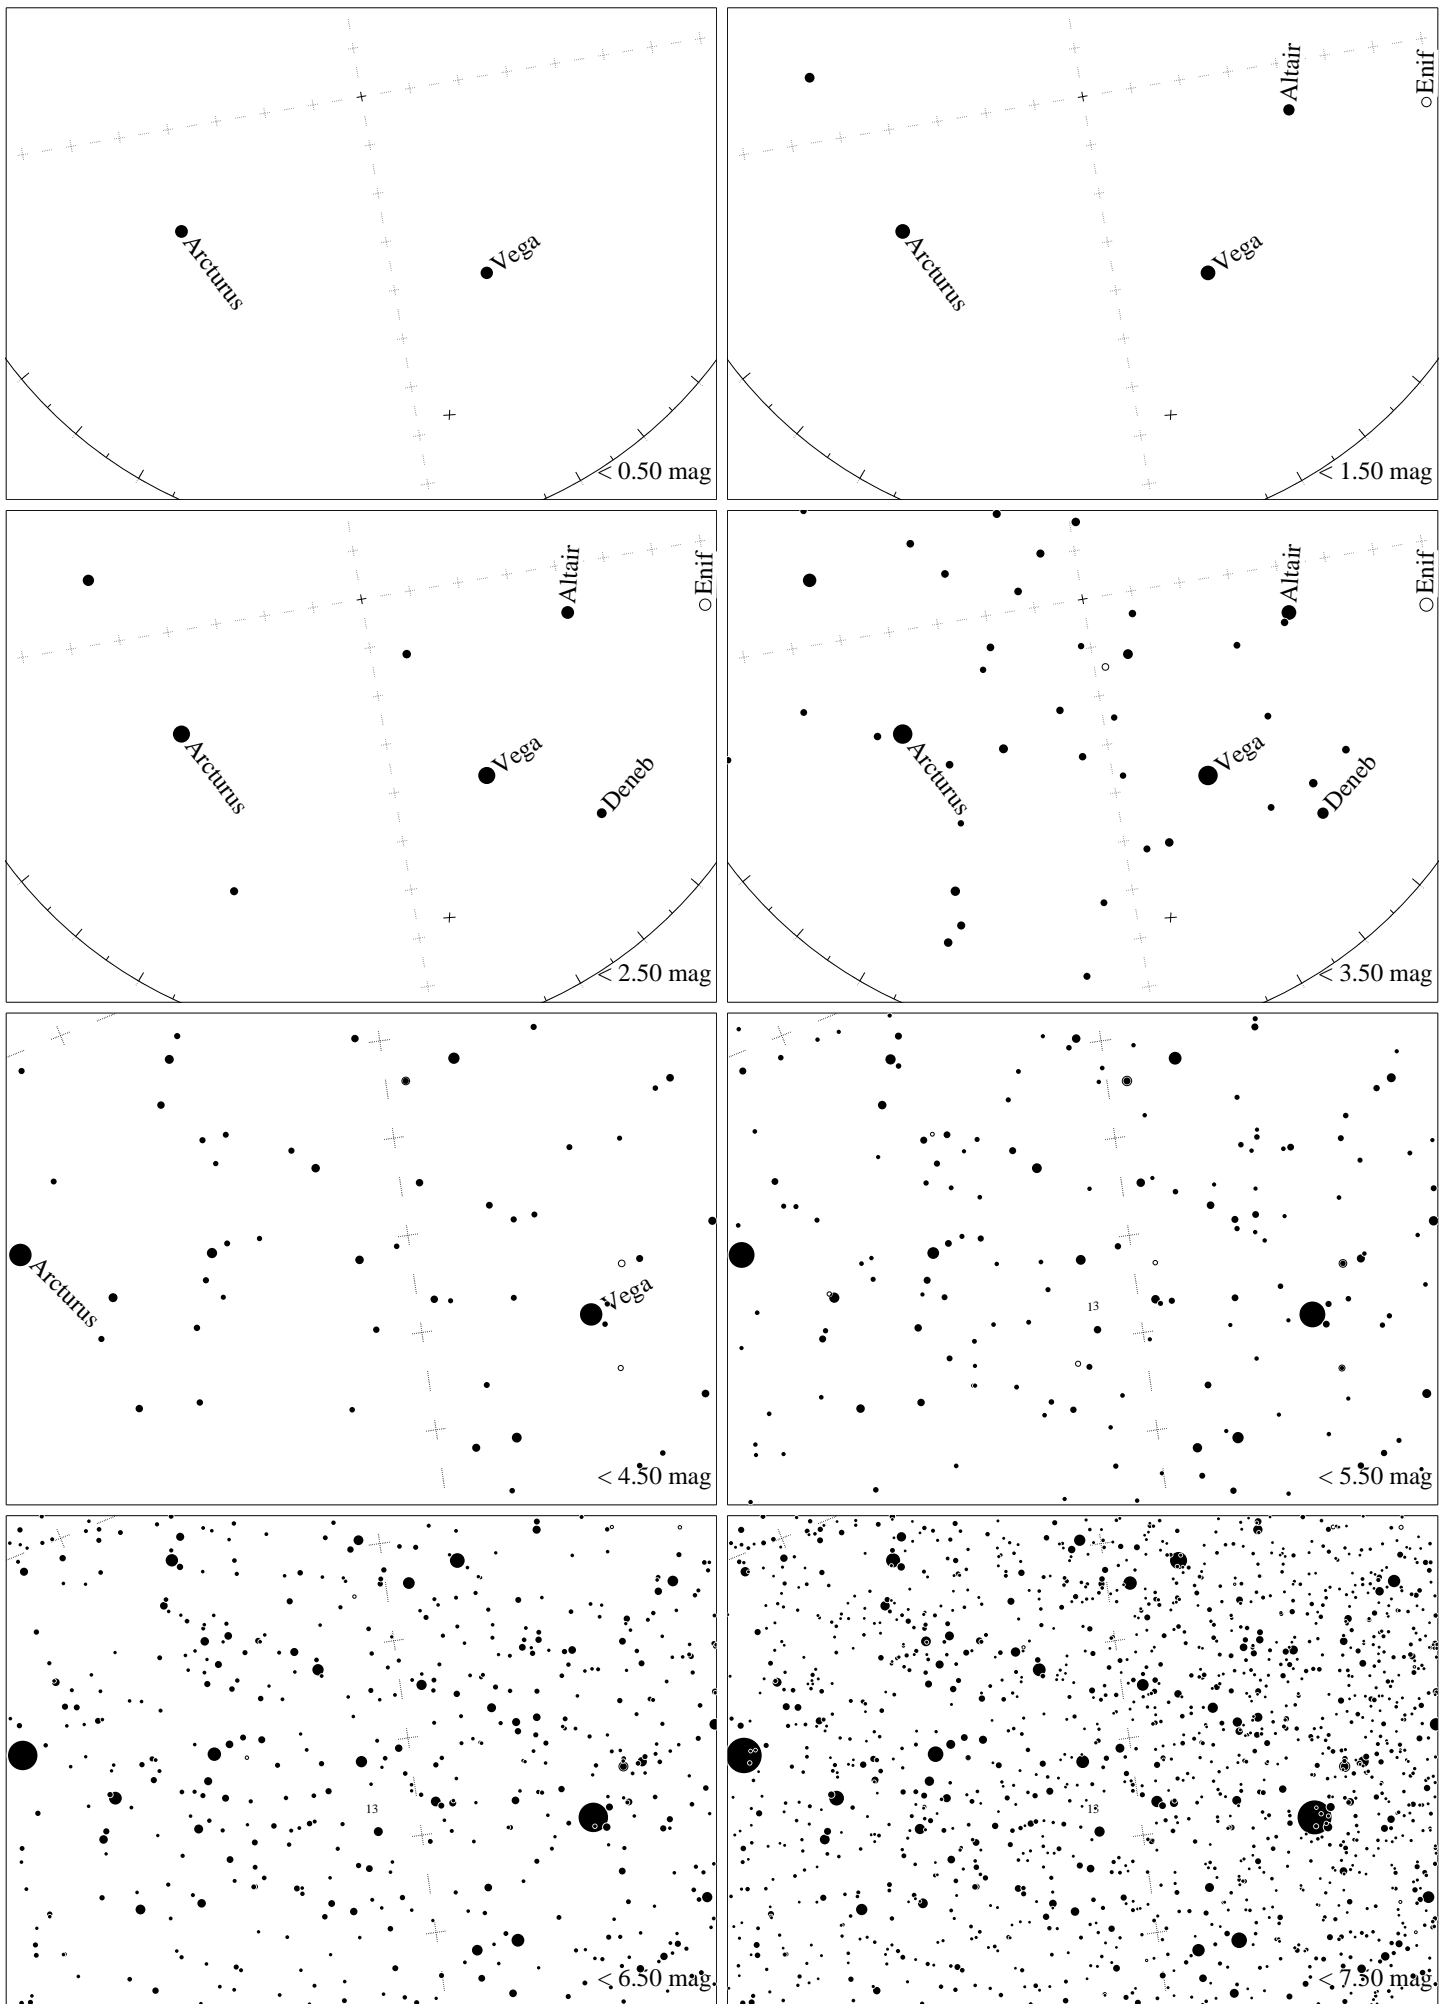 Arcturus
Vega
< 0.50 mag
Altair
Enif
Arcturus
Vega
< 1.50 mag
Altair
Enif
Arcturus
Vega
Deneb
< 2.50 mag
Altair
Enif
Arcturus
Vega
Deneb
< 3.50 mag
Arcturus
Vega
< 4.50 mag
13
< 5.50 mag
13
< 6.50 mag
13
< 7.50 mag